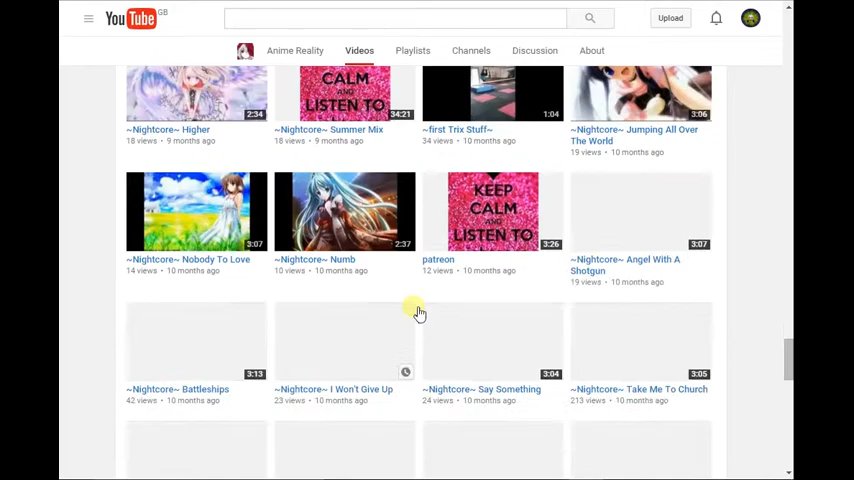 YouTube GB
Upload
Anime Reality Videos Playlists Channels Discussion About
CALM
AND
LISTEN TO
2:34 34:21 1:04 3:06
~Nightcore~ Higher
18 views • 9 months ago
~Nightcore~ Summer Mix
18 views • 9 months ago
~first Trix Stuff~
34 views • 10 months ago
~Nightcore~ Jumping All Over
The World
19 views • 10 months ago
KEEP
CALM
AND
LISTEN TO
3:07 2:37 3:26 3:07
~Nightcore~ Nobody To Love
14 views • 10 months ago
~Nightcore~ Numb
10 views • 10 months ago
patreon
12 views • 10 months ago
~Nightcore~ Angel With A
Shotgun
19 views • 10 months ago
3:13 3:04 3:05
~Nightcore~ Battleships
42 views • 10 months ago
~Nightcore~ I Won't Give Up
23 views • 10 months ago
~Nightcore~ Say Something
24 views • 10 months ago
~Nightcore~ Take Me To Church
213 views • 10 months ago